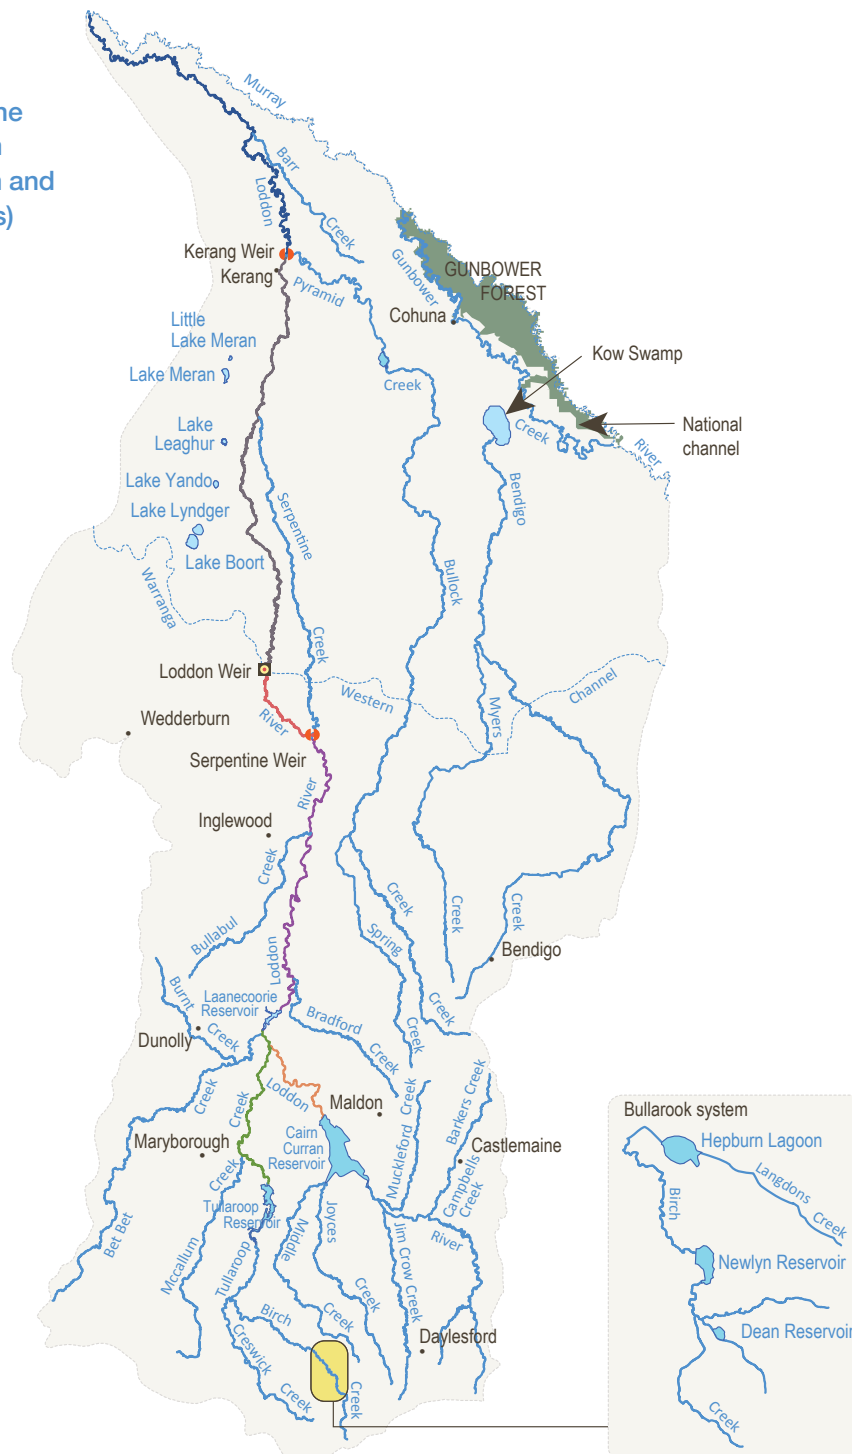 and
s)
Murray
Barr
Loddon
Creek
Kerang Weir
Kerang
Pyramid
Gunbower
GUNBOWER
FOREST
Cohuna
Little
Lake Meran
Lake Meran
Creek
Kow Swamp
Lake
Leaghur
Creek
National
channel
River
Lake Yando
Serpentine
Bendigo
Lake Lyndger
Lake Boort
Warranga
Bullock
Creek
Loddon Weir
Western
Channel
Myers
River
Wedderburn
Serpentine Weir
River
Inglewood
Creek
Bullabul
Creek
Spring
Creek
Creek
Bendigo
Loddon
Burnt
Laanecoorie
Reservoir
Bradford
Creek
Dunolly
Creek
Creek
Creek
Creek
Creek
Loddon
Maldon
Muckleford Creek
Barkers Creek
Cairn
Curran
Reservoir
Maryborough
Creek
Castlemaine
Campbells
Creek
Tullaroop
Reservoir
Middle
Joyces
Jim Crow Creek
River
Bet Bet
Mccallum
Tullaroop
Birch
Creek
Creek
Daylesford
Creswick
Creek
Creek
Bullarook system
Hepburn Lagoon
Langdons
Creek
Birch
Newlyn Reservoir
Dean Reservoir
Creek